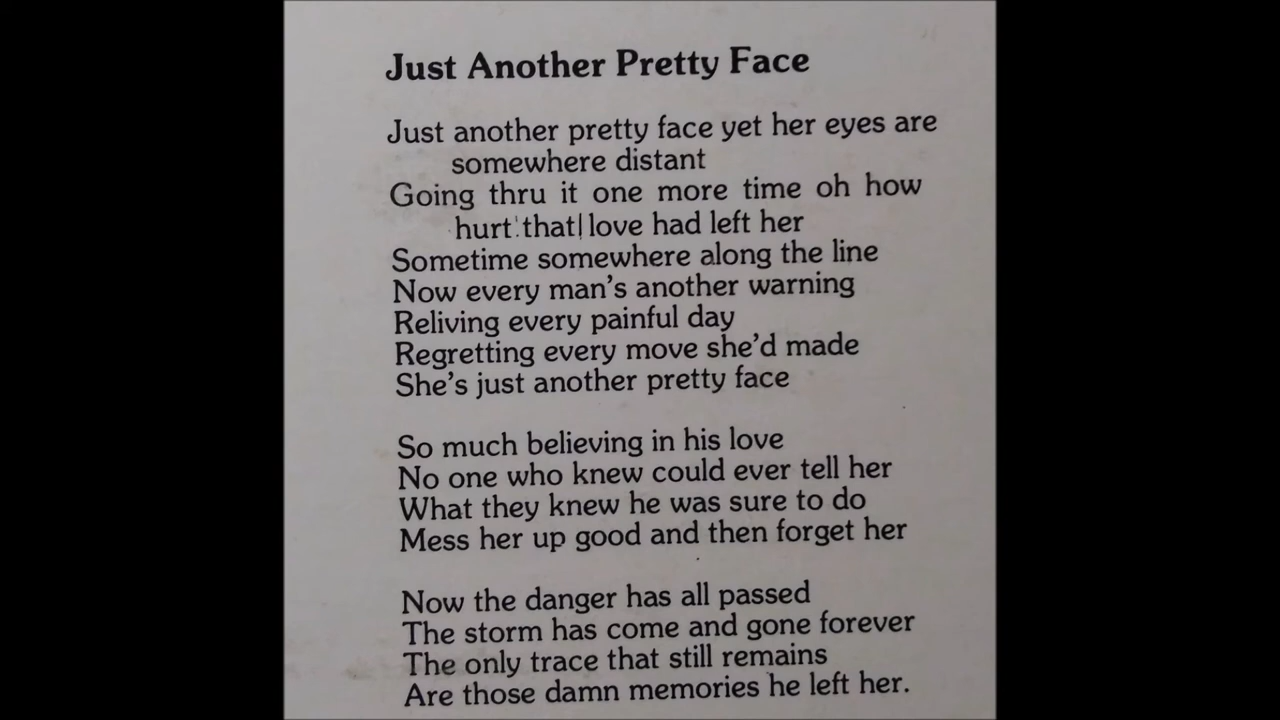 Just Another Pretty Face
Just another pretty face yet her eyes are
somewhere distant
Going thru it one more time oh how
hurt that love had left her
Sometime somewhere along the line
Now every man's another warning
Reliving every painful day
Regretting every move she'd made
She's just another pretty face
So much believing in his love
No one who knew could ever tell her
What they knew he was sure to do
Mess her up good and then forget her
Now the danger has all passed
The storm has come and gone forever
The only trace that still remains
Are those damn memories he left her.